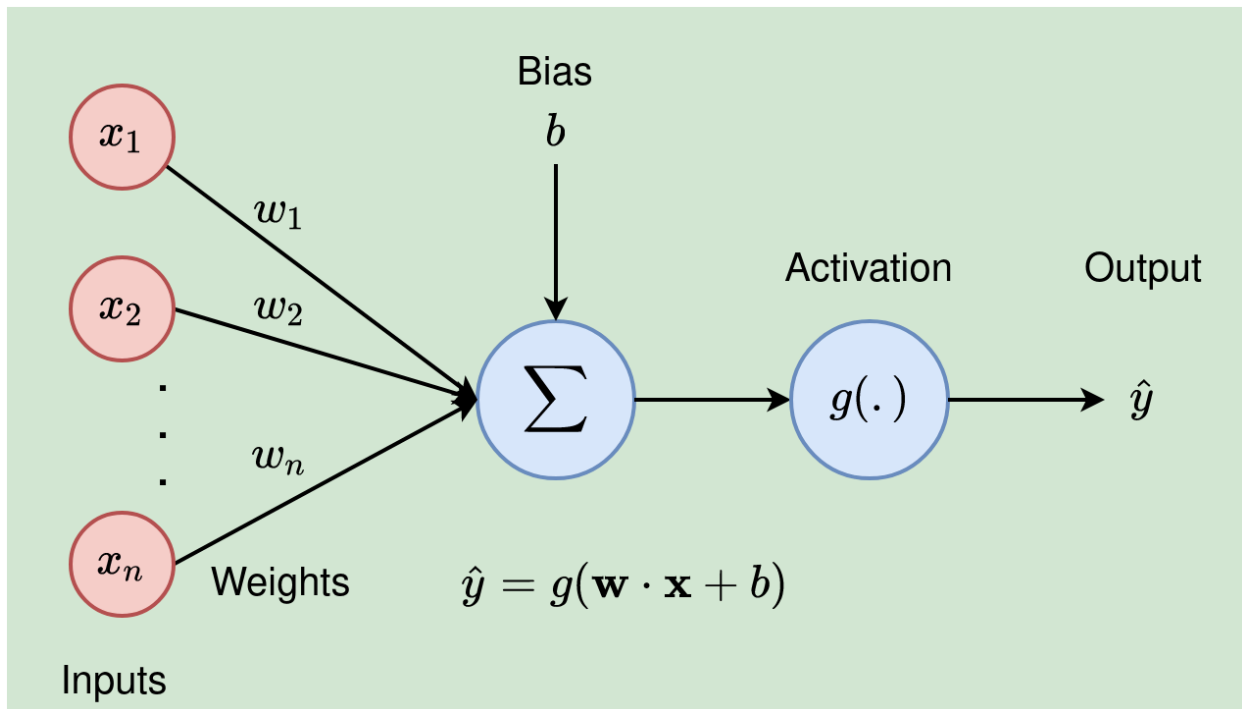 Bias
b
x₁
w₁
Activation
Output
x₂
w₂
∑
g(.)
ŷ
.
.
.
wₙ
xₙ
Weights
ŷ = g(𝐰 · 𝐱 + b)
Inputs